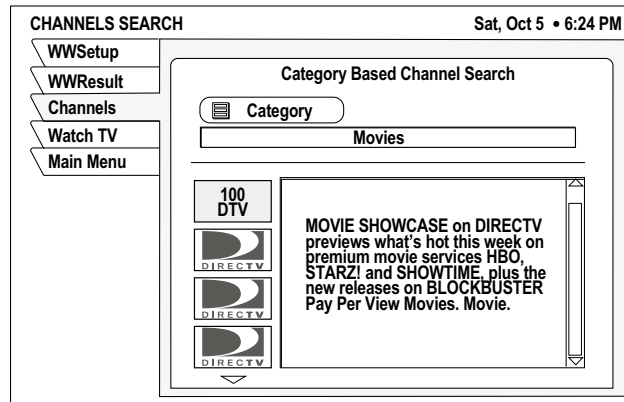 CHANNELS SEARCH
Sat, Oct 5 • 6:24 PM
WWSetup
WWResult
Channels
Watch TV
Main Menu
Category Based Channel Search
Category
Movies
100
DTV
DIRECTV
DIRECTV
DIRECTV
MOVIE SHOWCASE on DIRECTV
previews what's hot this week on
premium movie services HBO,
STARZ! and SHOWTIME, plus the
new releases on BLOCKBUSTER
Pay Per View Movies. Movie.